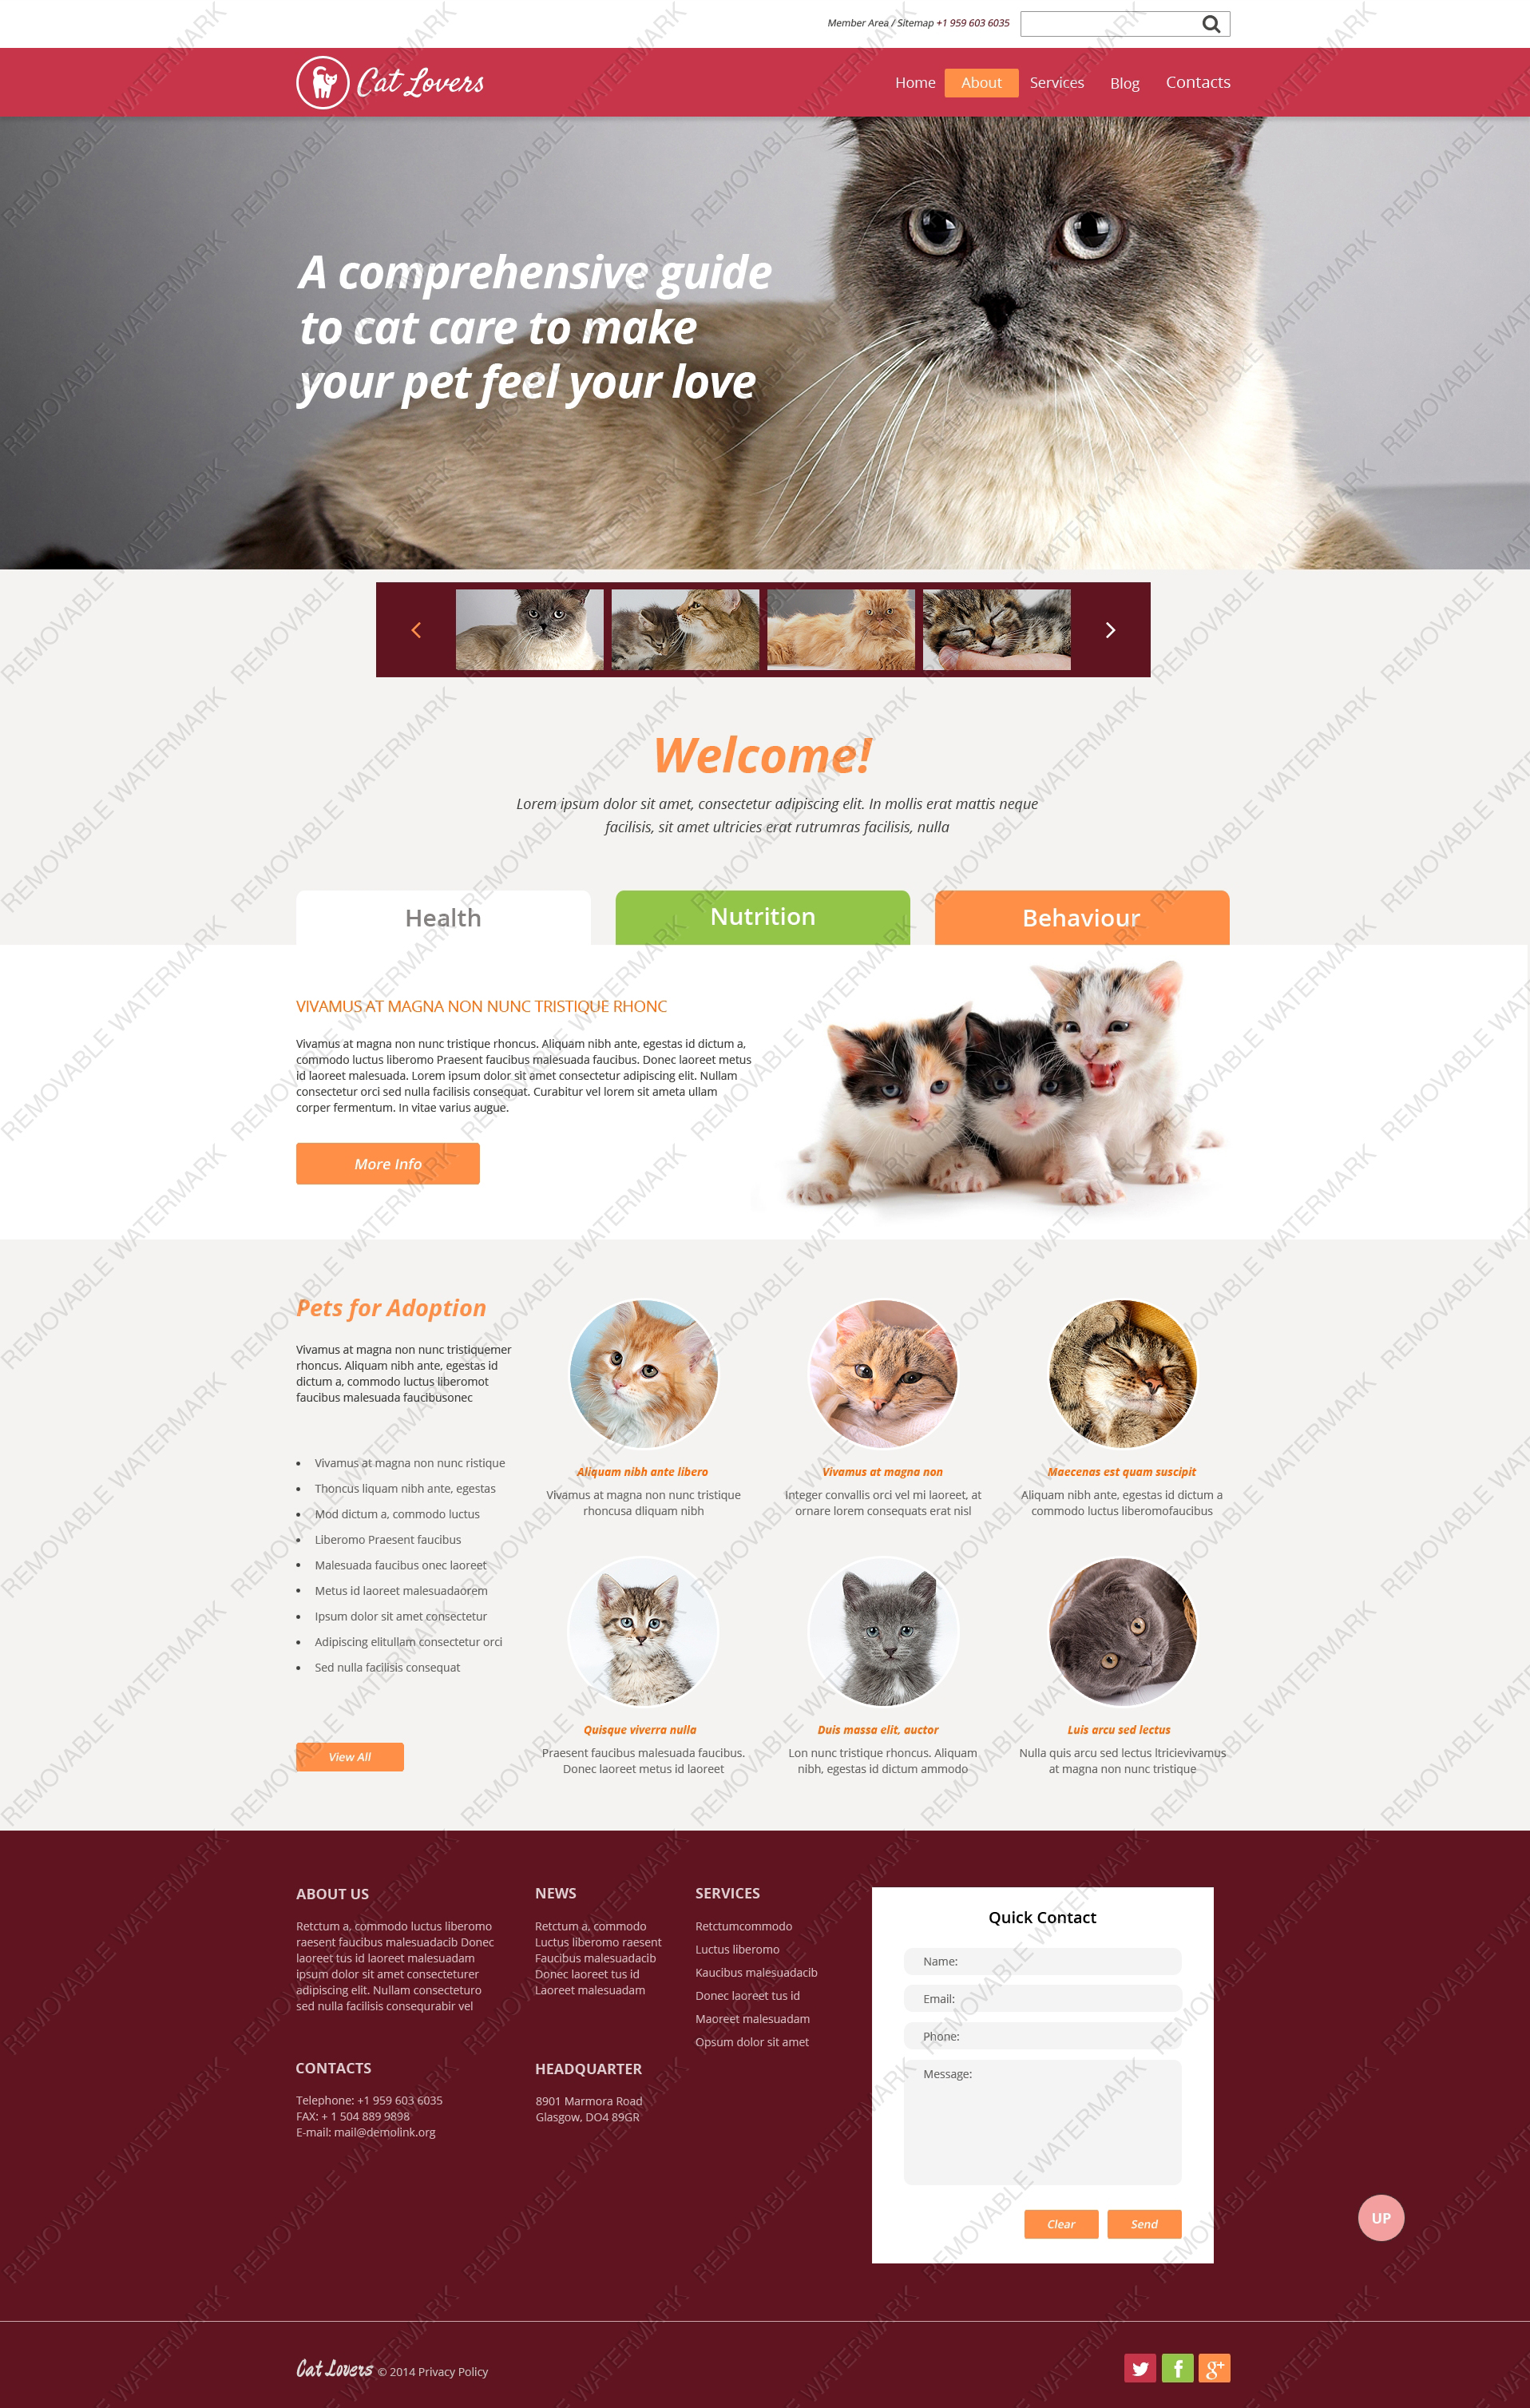 Member Area / Sitemap +1 959 603 6035
Cat Lovers
Home About Services Blog Contacts
A comprehensive guide
to cat care to make
your pet feel your love
Welcome!
Lorem ipsum dolor sit amet, consectetur adipiscing elit. In mollis erat mattis neque
facilisis, sit amet ultricies erat rutrumras facilisis, nulla
Health Nutrition Behaviour
VIVAMUS AT MAGNA NON NUNC TRISTIQUE RHONC
Vivamus at magna non nunc tristique rhoncus. Aliquam nibh ante, egestas id dictum a,
commodo luctus liberomo Praesent faucibus malesuada faucibus. Donec laoreet metus
id laoreet malesuada. Lorem ipsum dolor sit amet consectetur adipiscing elit. Nullam
consectetur orci sed nulla facilisis consequat. Curabitur vel lorem sit ameta ullam
corper fermentum. In vitae varius augue.
More Info
Pets for Adoption
Vivamus at magna non nunc tristiquemer
rhoncus. Aliquam nibh ante, egestas id
dictum a, commodo luctus liberomot
faucibus malesuada faucibusonec
• Vivamus at magna non nunc ristique
• Thoncus liquam nibh ante, egestas
• Mod dictum a, commodo luctus
• Liberomo Praesent faucibus
• Malesuada faucibus onec laoreet
• Metus id laoreet malesuadaorem
• Ipsum dolor sit amet consectetur
• Adipiscing elitullam consectetur orci
• Sed nulla facilisis consequat
View All
Aliquam nibh ante libero
Vivamus at magna non nunc tristique
rhoncusa dliquam nibh
Vivamus at magna non
Integer convallis orci vel mi laoreet, at
ornare lorem consequats erat nisl
Maecenas est quam suscipit
Aliquam nibh ante, egestas id dictum a
commodo luctus liberomofaucibus
Quisque viverra nulla
Praesent faucibus malesuada faucibus.
Donec laoreet metus id laoreet
Duis massa elit, auctor
Lon nunc tristique rhoncus. Aliquam
nibh, egestas id dictum ammodo
Luis arcu sed lectus
Nulla quis arcu sed lectus ltricievivamus
at magna non nunc tristique
ABOUT US
Retctum a, commodo luctus liberomo
raesent faucibus malesuadacib Donec
laoreet tus id laoreet malesuadam
ipsum dolor sit amet consecteturer
adipiscing elit. Nullam consecteturo
sed nulla facilisis consequrabir vel
NEWS
Retctum a, commodo
Luctus liberomo raesent
Faucibus malesuadacib
Donec laoreet tus id
Laoreet malesuadam
SERVICES
Retctumcommodo
Luctus liberomo
Kaucibus malesuadacib
Donec laoreet tus id
Maoreet malesuadam
Opsum dolor sit amet
CONTACTS
Telephone: +1 959 603 6035
FAX: + 1 504 889 9898
E-mail: mail@demolink.org
HEADQUARTER
8901 Marmora Road
Glasgow, DO4 89GR
Quick Contact
Name:
Email:
Phone:
Message:
Clear Send
UP
Cat Lovers © 2014 Privacy Policy
REMOVABLE WATERMARK